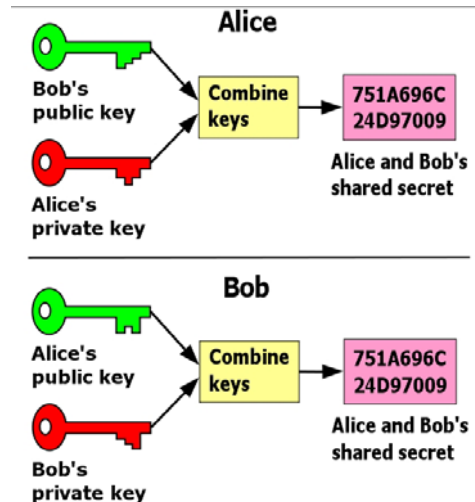 Alice
Bob's
public key
Combine
keys
751A696C
24D97009
Alice's
private key
Alice and Bob's
shared secret
Bob
Alice's
public key
Combine
keys
751A696C
24D97009
Bob's
private key
Alice and Bob's
shared secret